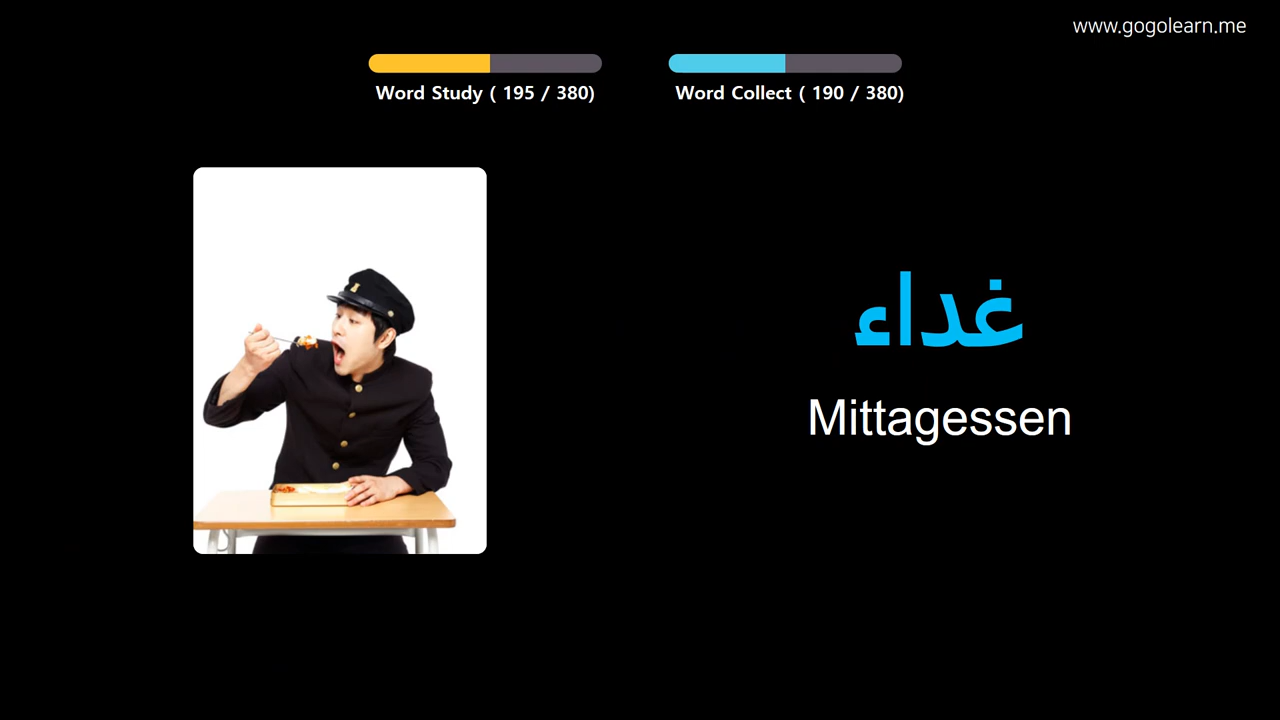 www.gogolearn.me
Word Study ( 195 / 380)
Word Collect ( 190 / 380)
غداء
Mittagessen